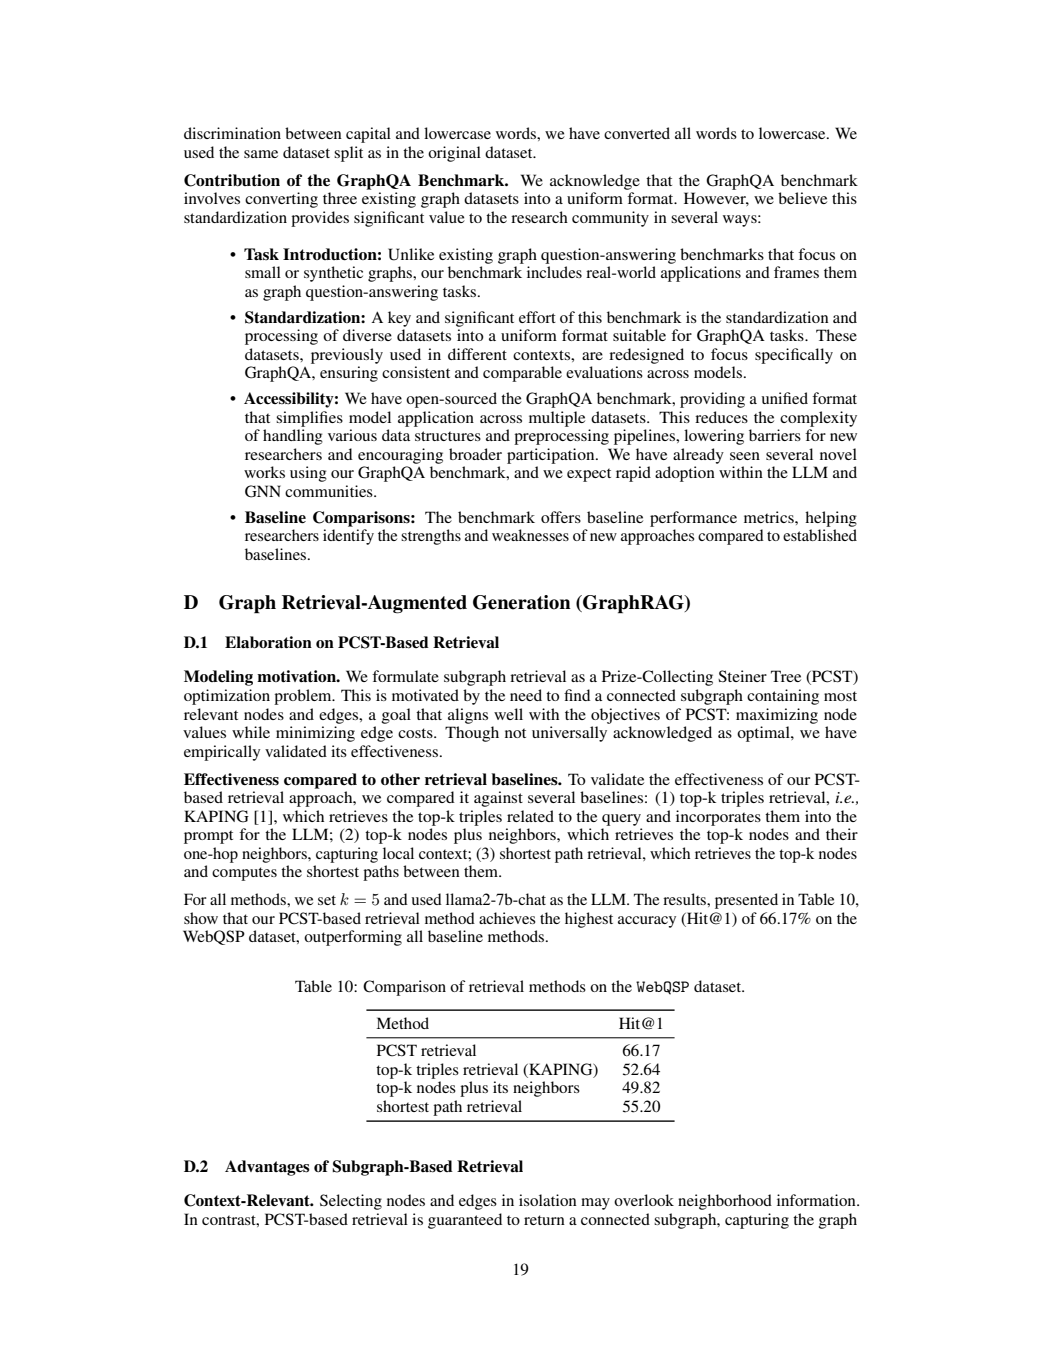 discrimination between capital and lowercase words, we have converted all words to lowercase. We
used the same dataset split as in the original dataset.
Contribution of the GraphQA Benchmark. We acknowledge that the GraphQA benchmark
involves converting three existing graph datasets into a uniform format. However, we believe this
standardization provides significant value to the research community in several ways:
• Task Introduction: Unlike existing graph question-answering benchmarks that focus on
small or synthetic graphs, our benchmark includes real-world applications and frames them
as graph question-answering tasks.
• Standardization: A key and significant effort of this benchmark is the standardization and
processing of diverse datasets into a uniform format suitable for GraphQA tasks. These
datasets, previously used in different contexts, are redesigned to focus specifically on
GraphQA, ensuring consistent and comparable evaluations across models.
• Accessibility: We have open-sourced the GraphQA benchmark, providing a unified format
that simplifies model application across multiple datasets. This reduces the complexity
of handling various data structures and preprocessing pipelines, lowering barriers for new
researchers and encouraging broader participation. We have already seen several novel
works using our GraphQA benchmark, and we expect rapid adoption within the LLM and
GNN communities.
• Baseline Comparisons: The benchmark offers baseline performance metrics, helping
researchers identify the strengths and weaknesses of new approaches compared to established
baselines.
D Graph Retrieval-Augmented Generation (GraphRAG)
D.1 Elaboration on PCST-Based Retrieval
Modeling motivation. We formulate subgraph retrieval as a Prize-Collecting Steiner Tree (PCST)
optimization problem. This is motivated by the need to find a connected subgraph containing most
relevant nodes and edges, a goal that aligns well with the objectives of PCST: maximizing node
values while minimizing edge costs. Though not universally acknowledged as optimal, we have
empirically validated its effectiveness.
Effectiveness compared to other retrieval baselines. To validate the effectiveness of our PCST-
based retrieval approach, we compared it against several baselines: (1) top-k triples retrieval, i.e.,
KAPING [1], which retrieves the top-k triples related to the query and incorporates them into the
prompt for the LLM; (2) top-k nodes plus neighbors, which retrieves the top-k nodes and their
one-hop neighbors, capturing local context; (3) shortest path retrieval, which retrieves the top-k nodes
and computes the shortest paths between them.
For all methods, we set k = 5 and used llama2-7b-chat as the LLM. The results, presented in Table 10,
show that our PCST-based retrieval method achieves the highest accuracy (Hit@1) of 66.17% on the
WebQSP dataset, outperforming all baseline methods.
Table 10: Comparison of retrieval methods on the WebQSP dataset.
Method Hit@1
PCST retrieval 66.17
top-k triples retrieval (KAPING) 52.64
top-k nodes plus its neighbors 49.82
shortest path retrieval 55.20
D.2 Advantages of Subgraph-Based Retrieval
Context-Relevant. Selecting nodes and edges in isolation may overlook neighborhood information.
In contrast, PCST-based retrieval is guaranteed to return a connected subgraph, capturing the graph
19